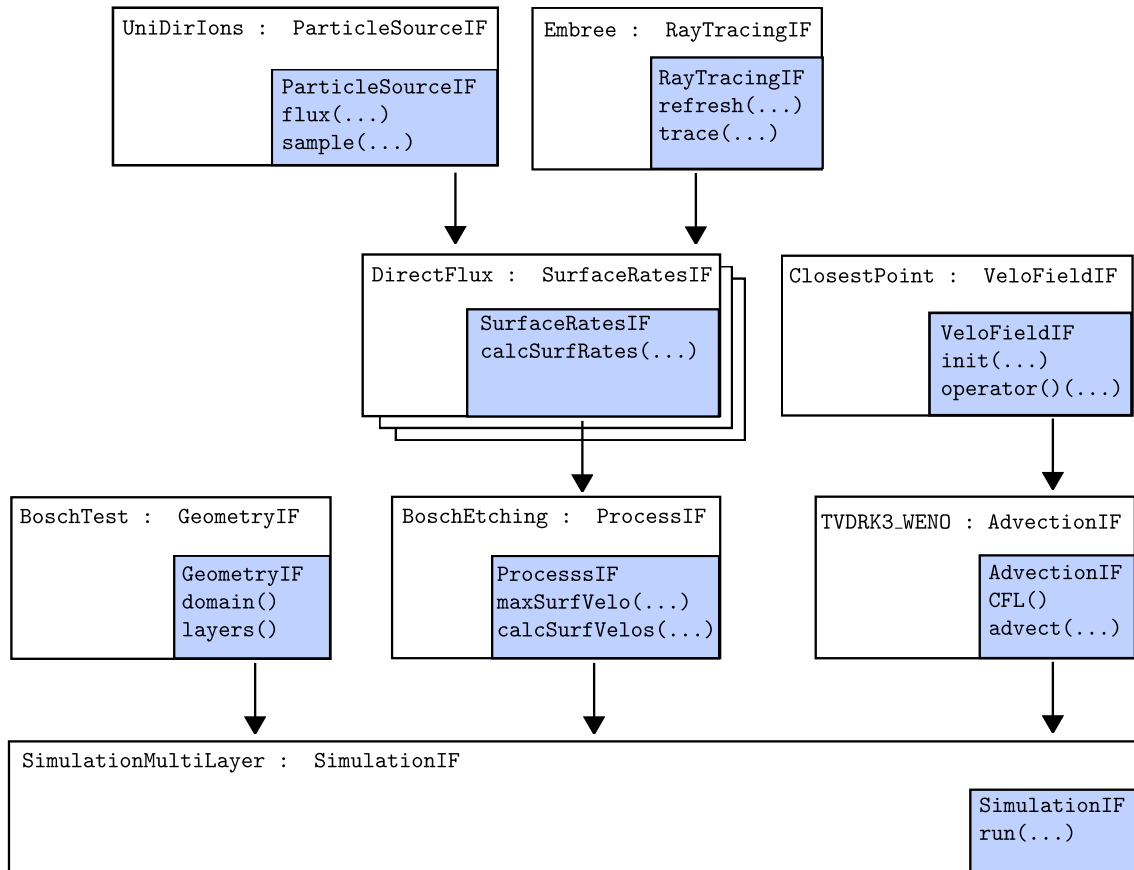 UniDirIons : ParticleSourceIF
ParticleSourceIF
flux(...)
sample(...)
Embree : RayTracingIF
RayTracingIF
refresh(...)
trace(...)
DirectFlux : SurfaceRatesIF
SurfaceRatesIF
calcSurfRates(...)
ClosestPoint : VeloFieldIF
VeloFieldIF
init(...)
operator()(...)
BoschTest : GeometryIF
GeometryIF
domain()
layers()
BoschEtching : ProcessIF
ProcesssIF
maxSurfVelo(...)
calcSurfVelos(...)
TVDRK3_WENO : AdvectionIF
AdvectionIF
CFL()
advect(...)
SimulationMultiLayer : SimulationIF
SimulationIF
run(...)